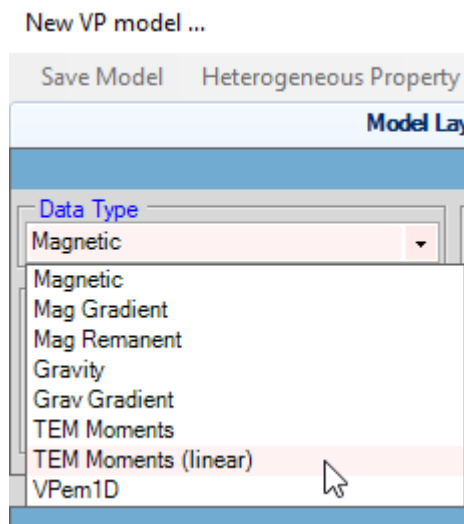 New VP model ...
Save Model Heterogeneous Property
Model Lay
Data Type
Magnetic
Magnetic
Mag Gradient
Mag Remanent
Gravity
Grav Gradient
TEM Moments
TEM Moments (linear)
VPem1D